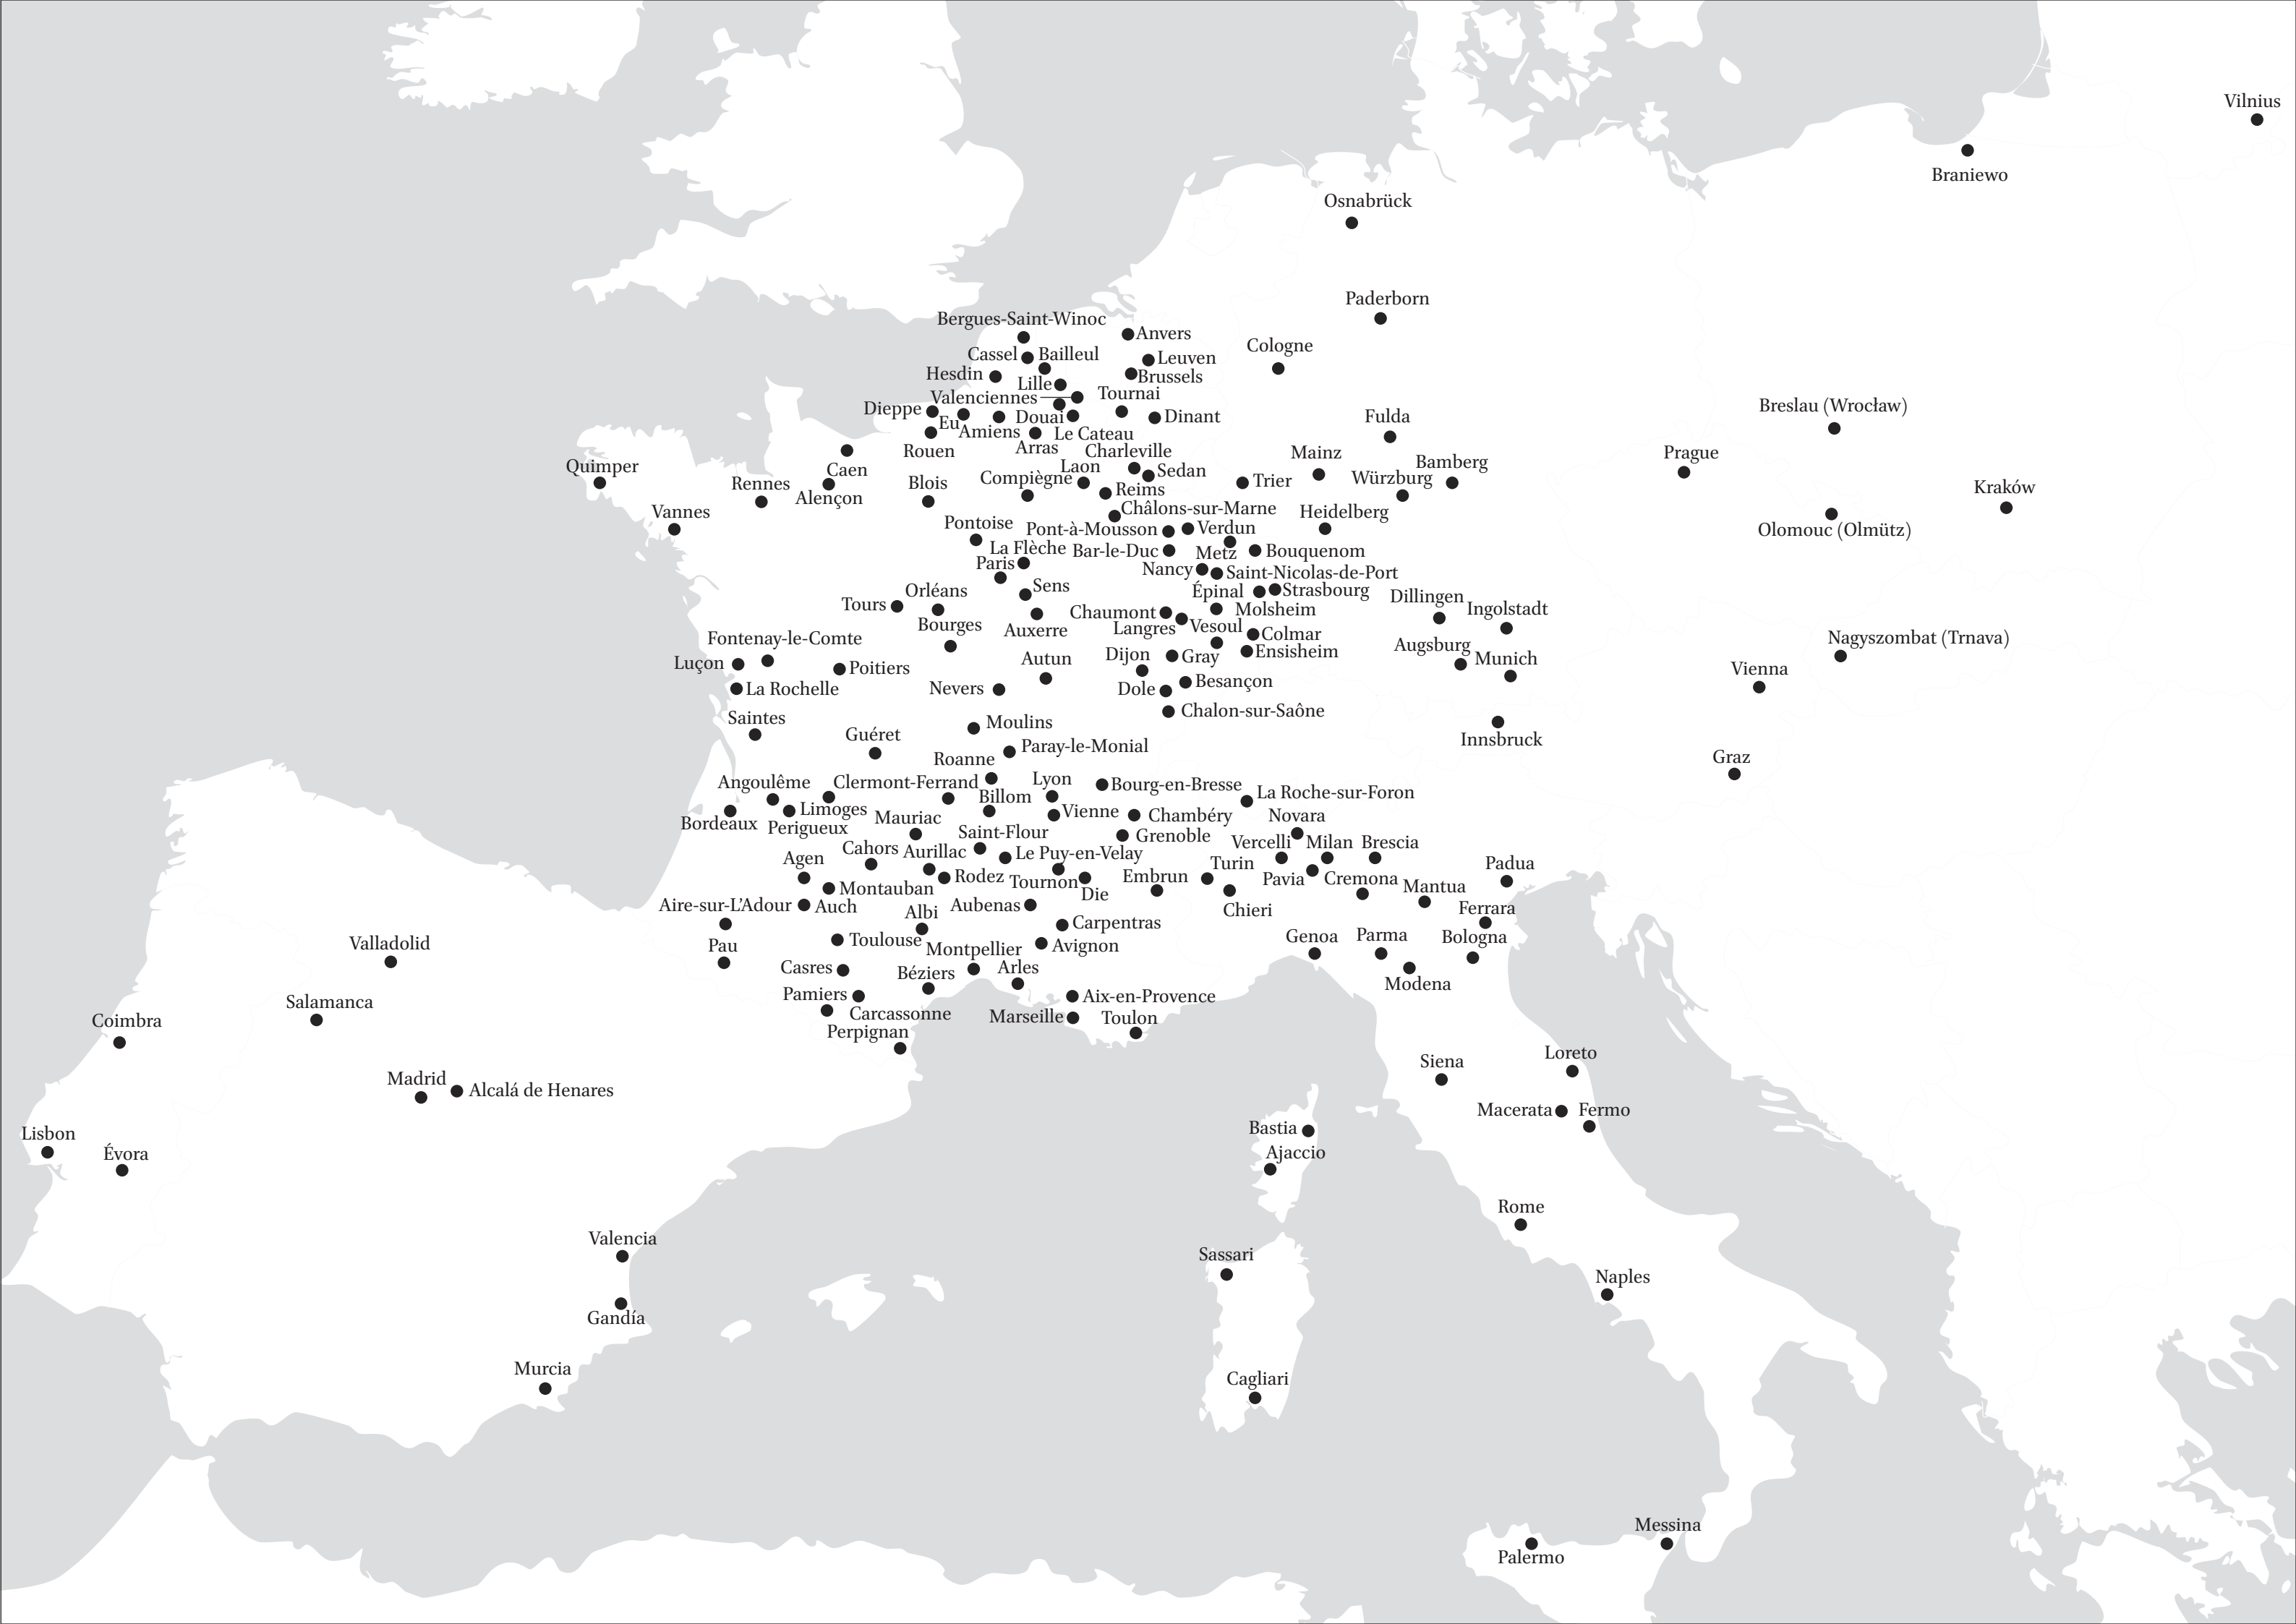 Vilnius
Braniewo
Osnabrück
Paderborn
Bergues-Saint-Winoc
Anvers
Cologne
Cassel
Bailleul
Leuven
Hesdin
Lille
Brussels
Valenciennes
Tournai
Dieppe
Eu
Amiens
Douai
Dinant
Fulda
Breslau (Wrocław)
Rouen
Arras
Le Cateau
Charleville
Mainz
Prague
Quimper
Caen
Laon
Sedan
Bamberg
Rennes
Alençon
Blois
Compiègne
Reims
Trier
Würzburg
Kraków
Vannes
Châlons-sur-Marne
Heidelberg
Pontoise
Pont-à-Mousson
Verdun
Olomouc (Olmütz)
La Flèche
Bar-le-Duc
Metz
Bouquenom
Paris
Nancy
Saint-Nicolas-de-Port
Sens
Orléans
Épinal
Strasbourg
Dillingen
Tours
Chaumont
Molsheim
Ingolstadt
Bourges
Auxerre
Langres
Vesoul
Colmar
Fontenay-le-Comte
Nagyszombat (Trnava)
Augsburg
Ensisheim
Luçon
Poitiers
Autun
Dijon
Gray
Munich
Vienna
La Rochelle
Nevers
Dole
Besançon
Saintes
Chalon-sur-Saône
Moulins
Guéret
Innsbruck
Paray-le-Monial
Roanne
Graz
Angoulême
Clermont-Ferrand
Lyon
Bourg-en-Bresse
La Roche-sur-Foron
Billom
Limoges
Bordeaux
Perigueux
Mauriac
Vienne
Chambéry
Novara
Saint-Flour
Grenoble
Vercelli
Milan
Brescia
Agen
Cahors
Aurillac
Le Puy-en-Velay
Turin
Padua
Montauban
Rodez
Tournon
Die
Embrun
Pavia
Cremona
Mantua
Aire-sur-L'Adour
Auch
Albi
Aubenas
Chieri
Ferrara
Carpentras
Valladolid
Pau
Toulouse
Montpellier
Avignon
Genoa
Parma
Bologna
Casres
Béziers
Arles
Modena
Salamanca
Pamiers
Carcassonne
Aix-en-Provence
Coimbra
Perpignan
Marseille
Toulon
Siena
Loreto
Madrid
Alcalá de Henares
Macerata
Fermo
Lisbon
Évora
Bastia
Ajaccio
Rome
Valencia
Sassari
Naples
Gandía
Murcia
Cagliari
Messina
Palermo